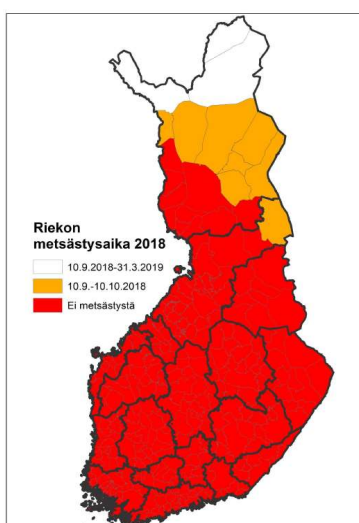 Riekon
metsästysaika 2018
10.9.2018-31.3.2019
10.9.-10.10.2018
Ei metsästystä